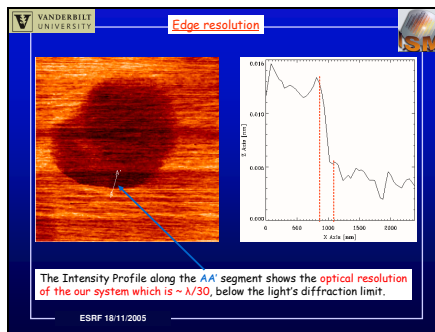 V
VANDERBILT
UNIVERSITY
Edge resolution
ISM
A'
0.016
0.010
0.005
0.000
Z Axis [nm]
0 500 1000 1500 2000
X Axis [nm]
The Intensity Profile along the AA' segment shows the optical resolution
of the our system which is ~ λ/30, below the light's diffraction limit.
ESRF 18/11/2005